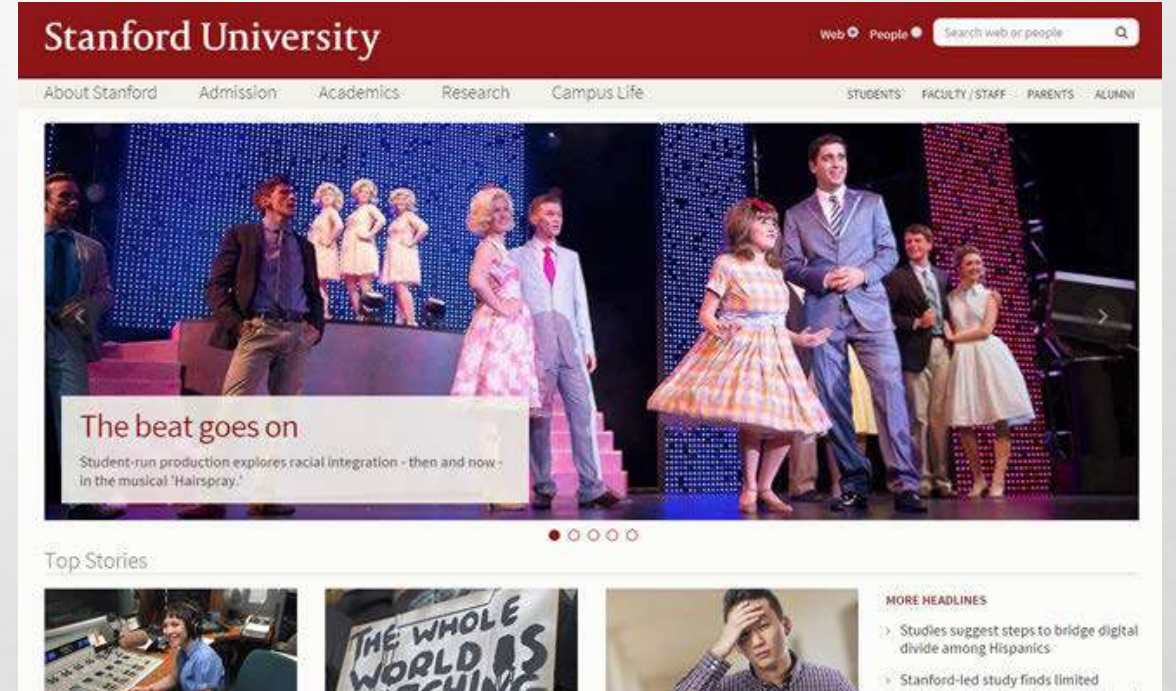 Stanford University
Web People Search web or people
About Stanford Admission Academics Research Campus Life STUDENTS FACULTY / STAFF PARENTS ALUMNI
The beat goes on
Student-run production explores racial integration - then and now -
in the musical 'Hairspray.'
Top Stories
THE WHOLE
WORLD IS
WATCHING
MORE HEADLINES
Studies suggest steps to bridge digital
divide among Hispanics
Stanford-led study finds limited